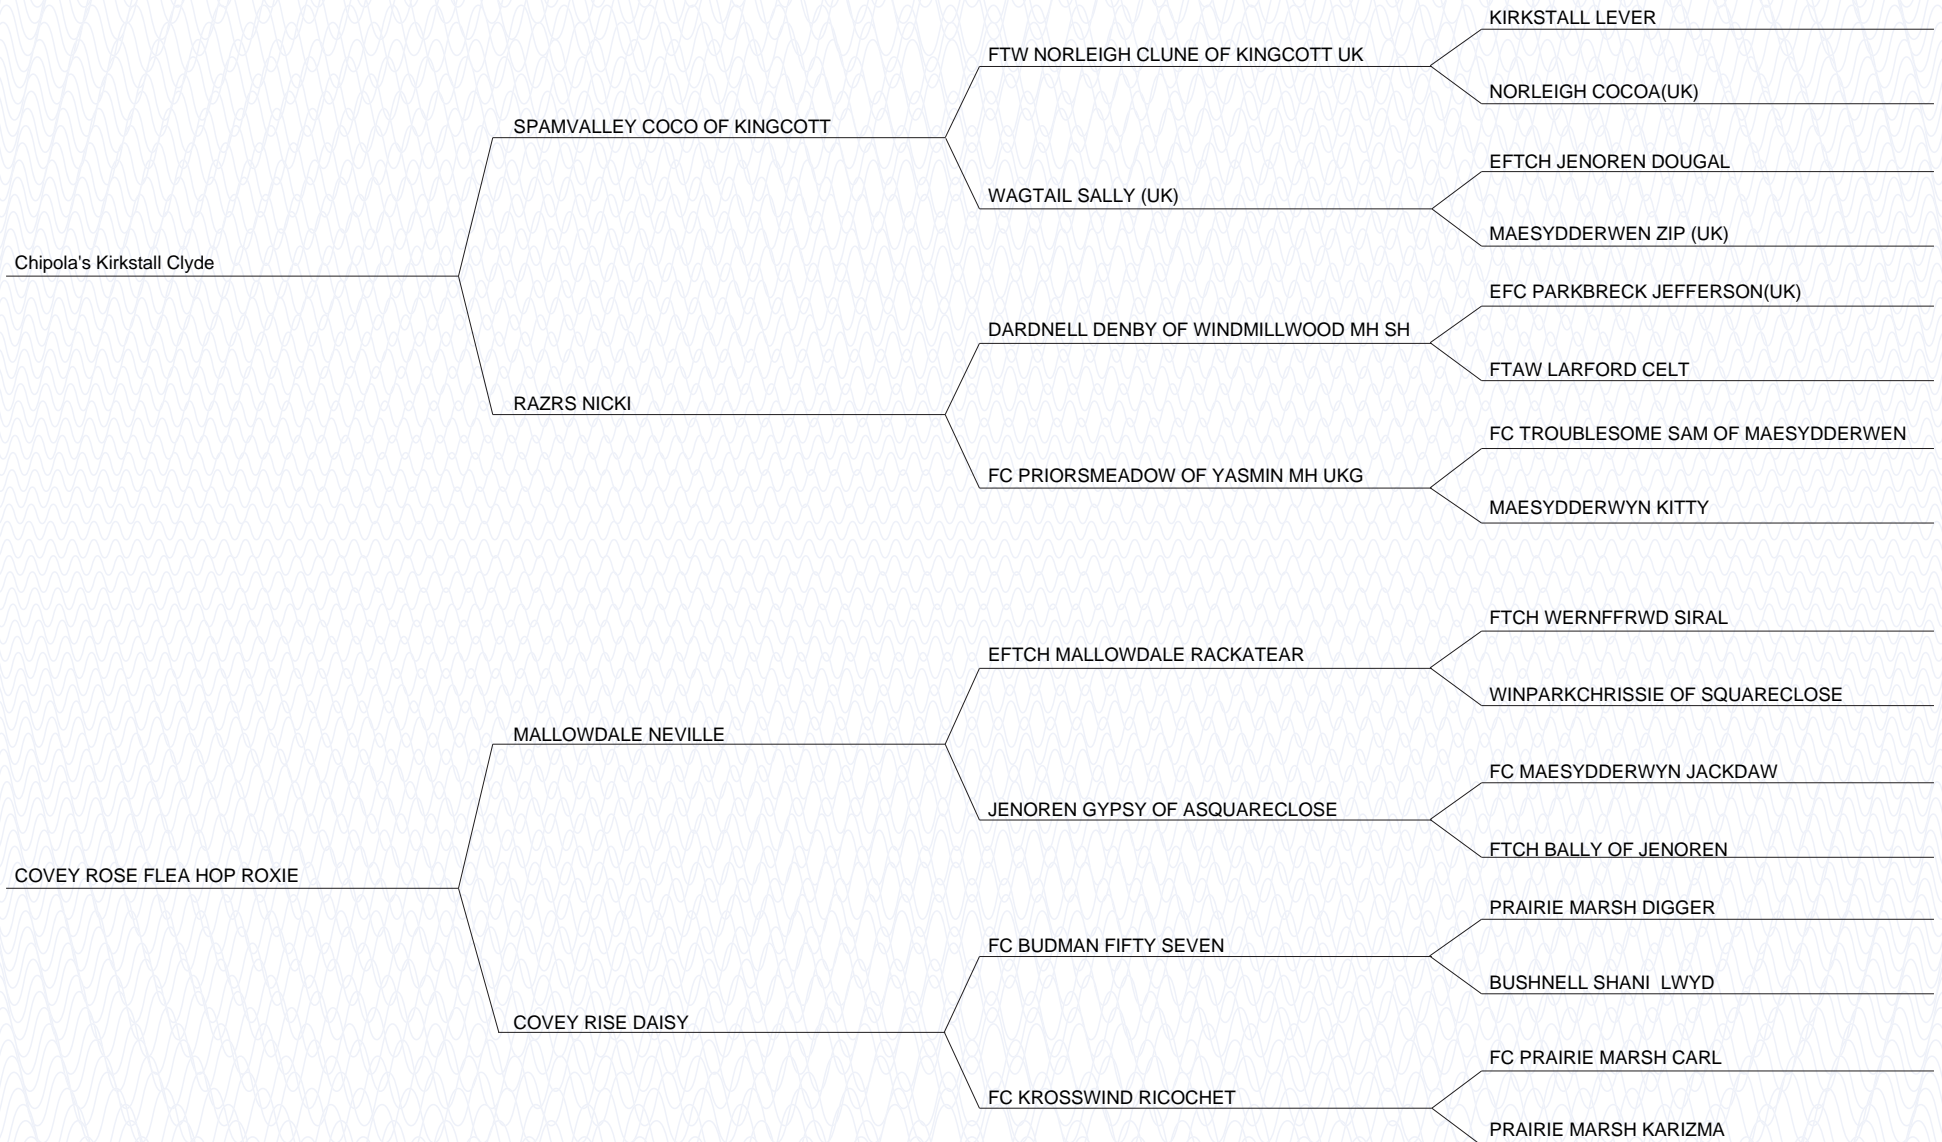 Chipola's Kirkstall Clyde
SPAMVALLEY COCO OF KINGCOTT
FTW NORLEIGH CLUNE OF KINGCOTT UK
KIRKSTALL LEVER
NORLEIGH COCOA(UK)
WAGTAIL SALLY (UK)
EFTCH JENOREN DOUGAL
MAESYDDERWEN ZIP (UK)
RAZRS NICKI
DARDNELL DENBY OF WINDMILLWOOD MH SH
EFC PARKBRECK JEFFERSON(UK)
FTAW LARFORD CELT
FC PRIORSMEADOW OF YASMIN MH UKG
FC TROUBLESOME SAM OF MAESYDDERWEN
MAESYDDERWYN KITTY
COVEY ROSE FLEA HOP ROXIE
MALLOWDALE NEVILLE
EFTCH MALLOWDALE RACKATEAR
FTCH WERNFFRWD SIRAL
WINPARKCHRISSIE OF SQUARECLOSE
JENOREN GYPSY OF ASQUARECLOSE
FC MAESYDDERWYN JACKDAW
FTCH BALLY OF JENOREN
COVEY RISE DAISY
FC BUDMAN FIFTY SEVEN
PRAIRIE MARSH DIGGER
BUSHNELL SHANI  LWYD
FC KROSSWIND RICOCHET
FC PRAIRIE MARSH CARL
PRAIRIE MARSH KARIZMA